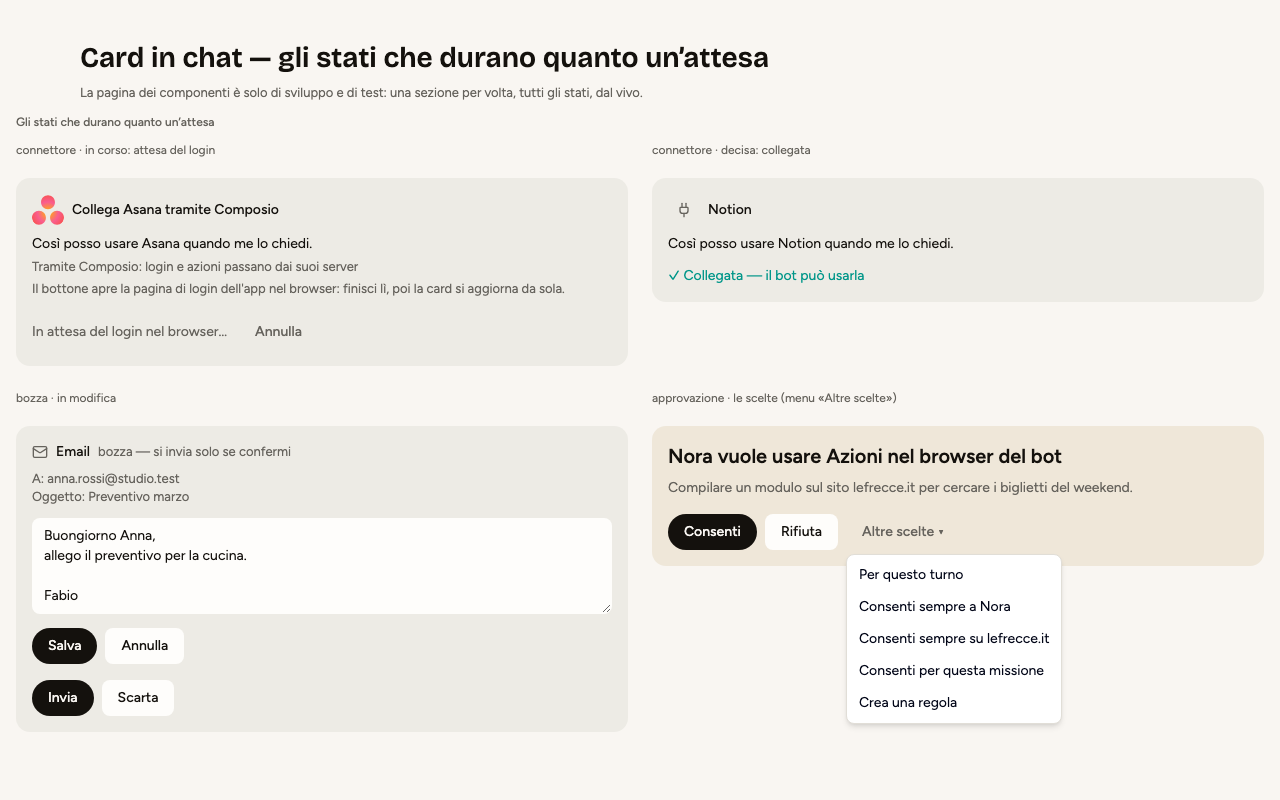 Card in chat — gli stati che durano quanto un’attesa
La pagina dei componenti è solo di sviluppo e di test: una sezione per volta, tutti gli stati, dal vivo.
Gli stati che durano quanto un’attesa
connettore · in corso: attesa del login
Collega Asana tramite Composio
Così posso usare Asana quando me lo chiedi.
Tramite Composio: login e azioni passano dai suoi server
Il bottone apre la pagina di login dell'app nel browser: finisci lì, poi la card si aggiorna da sola.
In attesa del login nel browser… Annulla
connettore · decisa: collegata
Notion
Così posso usare Notion quando me lo chiedi.
✓ Collegata — il bot può usarla
bozza · in modifica
Email bozza — si invia solo se confermi
A: anna.rossi@studio.test
Oggetto: Preventivo marzo
Buongiorno Anna,
allego il preventivo per la cucina.
Fabio
Salva Annulla
Invia Scarta
approvazione · le scelte (menu «Altre scelte»)
Nora vuole usare Azioni nel browser del bot
Compilare un modulo sul sito lefrecce.it per cercare i biglietti del weekend.
Consenti Rifiuta Altre scelte ▾
Per questo turno
Consenti sempre a Nora
Consenti sempre su lefrecce.it
Consenti per questa missione
Crea una regola